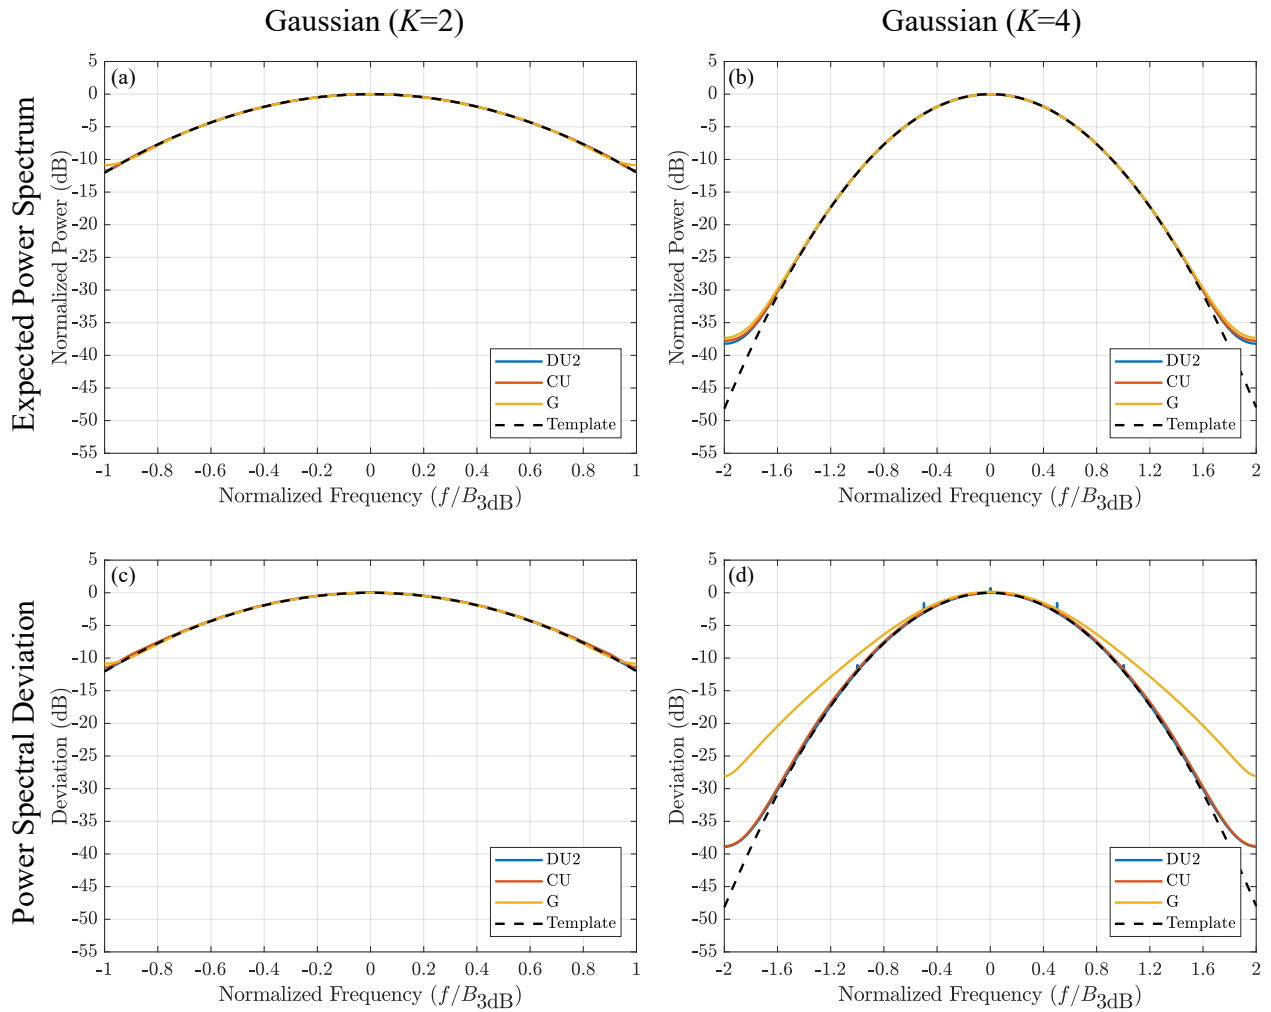 Gaussian (K=2)
Gaussian (K=4)
Expected Power Spectrum
(a)
Normalized Power (dB)
5
0
-5
-10
-15
-20
-25
-30
-35
-40
-45
-50
-55
DU2
CU
G
Template
-1 -0.8 -0.6 -0.4 -0.2 0 0.2 0.4 0.6 0.8 1
Normalized Frequency (f/B3dB)
(b)
Normalized Power (dB)
5
0
-5
-10
-15
-20
-25
-30
-35
-40
-45
-50
-55
DU2
CU
G
Template
-2 -1.6 -1.2 -0.8 -0.4 0 0.4 0.8 1.2 1.6 2
Normalized Frequency (f/B3dB)
Power Spectral Deviation
(c)
Deviation (dB)
5
0
-5
-10
-15
-20
-25
-30
-35
-40
-45
-50
-55
DU2
CU
G
Template
-1 -0.8 -0.6 -0.4 -0.2 0 0.2 0.4 0.6 0.8 1
Normalized Frequency (f/B3dB)
(d)
Deviation (dB)
5
0
-5
-10
-15
-20
-25
-30
-35
-40
-45
-50
-55
DU2
CU
G
Template
-2 -1.6 -1.2 -0.8 -0.4 0 0.4 0.8 1.2 1.6 2
Normalized Frequency (f/B3dB)